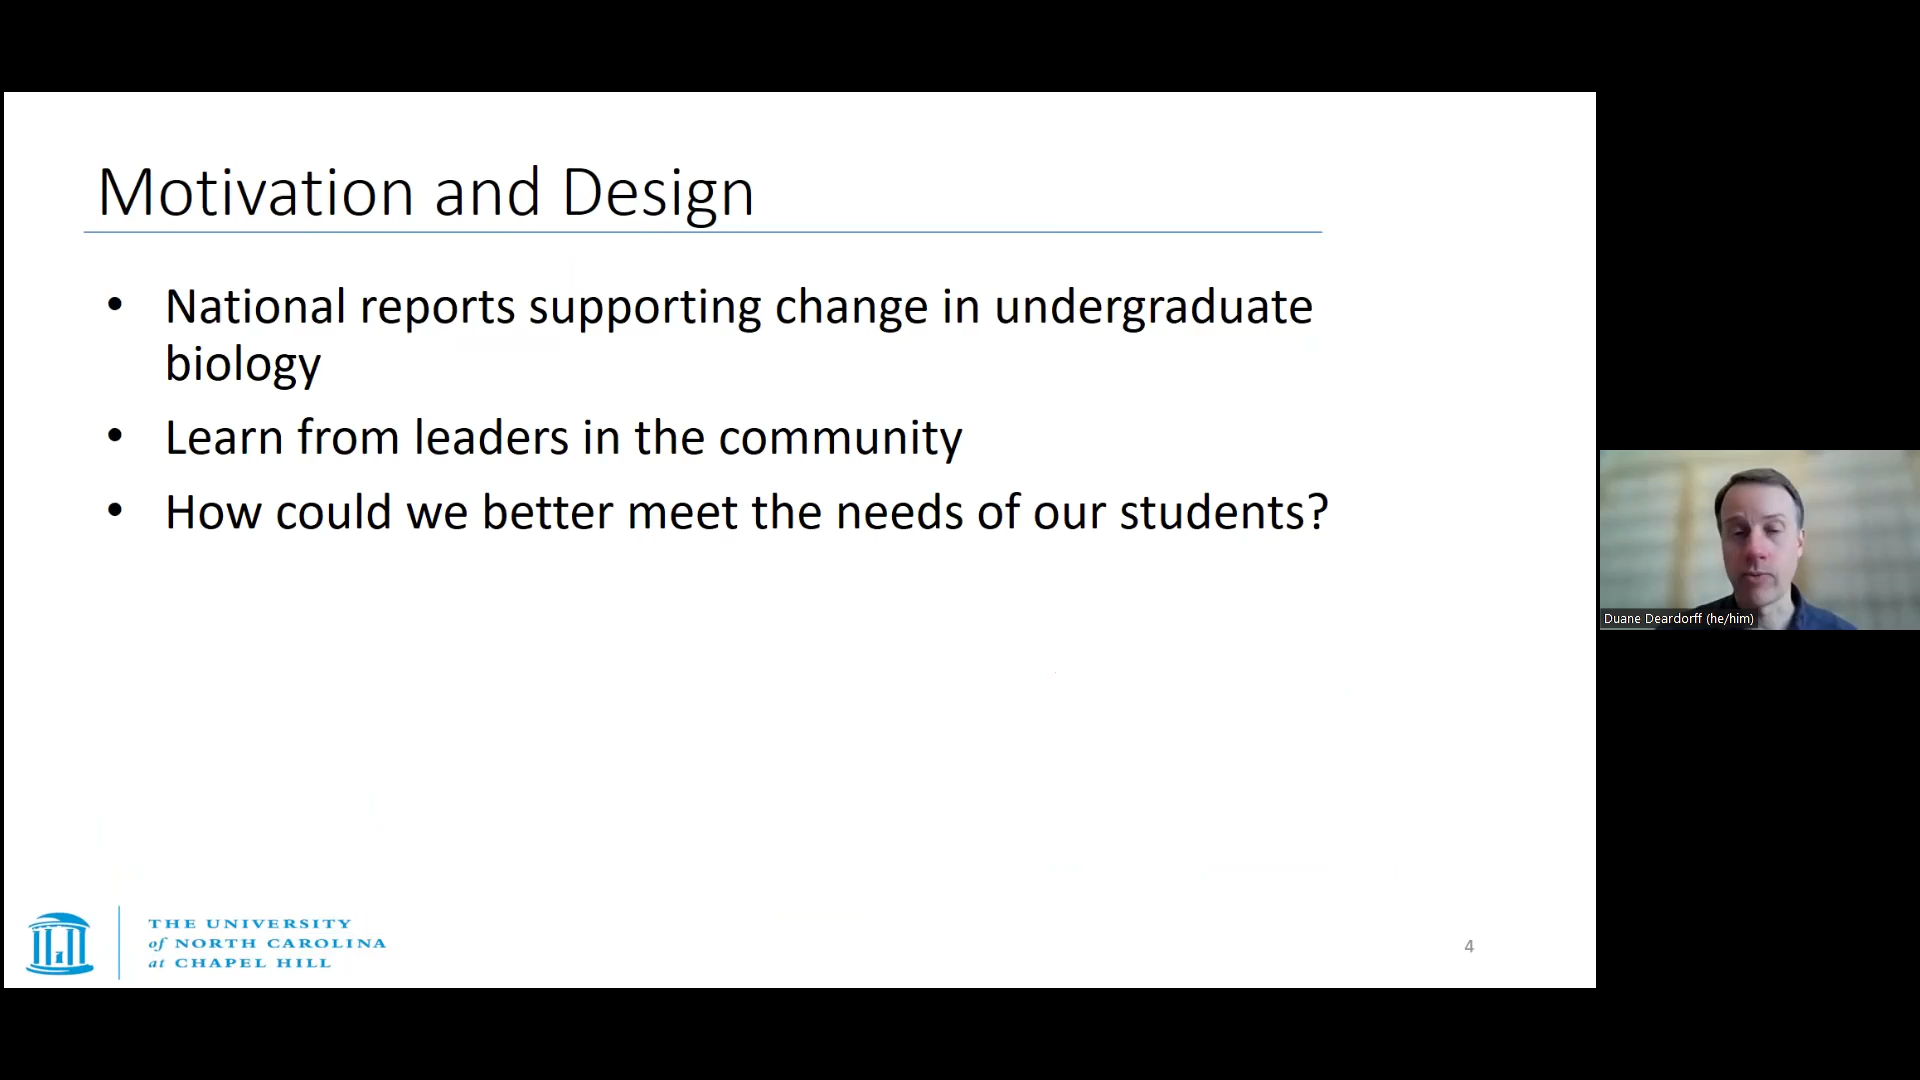 Motivation and Design
• National reports supporting change in undergraduate
biology
• Learn from leaders in the community
• How could we better meet the needs of our students?
Duane Deardorff (he/him)
THE UNIVERSITY
of NORTH CAROLINA
at CHAPEL HILL
4